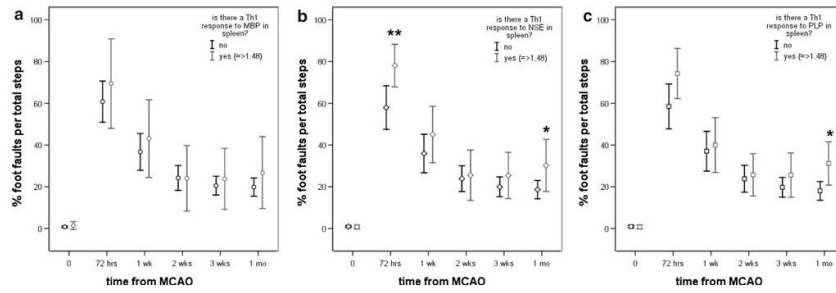 a
is there a Th1
response to MBP in
spleen?
no
yes (=>1.48)
% foot faults per total steps
100
80
60
40
20
0
0 72 hrs 1 wk 2 wks 3 wks 1 mo
time from MCAO
b
is there a Th1
response to NSE in
spleen?
no
yes (=>1.48)
**
*
% foot faults per total steps
100
80
60
40
20
0
0 72 hrs 1 wk 2 wks 3 wks 1 mo
time from MCAO
c
is there a Th1
response to PLP in
spleen?
no
yes (=>1.48)
*
% foot faults per total steps
100
80
60
40
20
0
0 72 hrs 1 wk 2 wks 3 wks 1 mo
time from MCAO